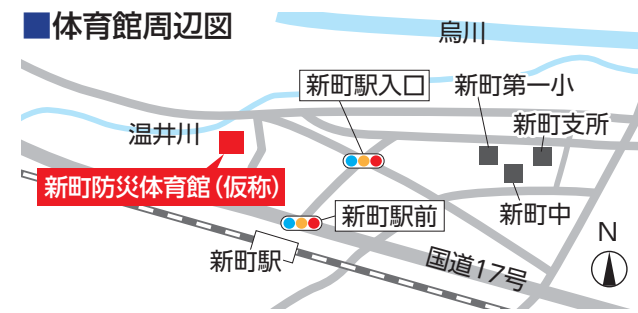 ■体育館周辺図
烏川
新町駅入口
新町第一小
新町支所
温井川
新町防災体育館（仮称）
新町中
新町駅前
新町駅
国道17号
N